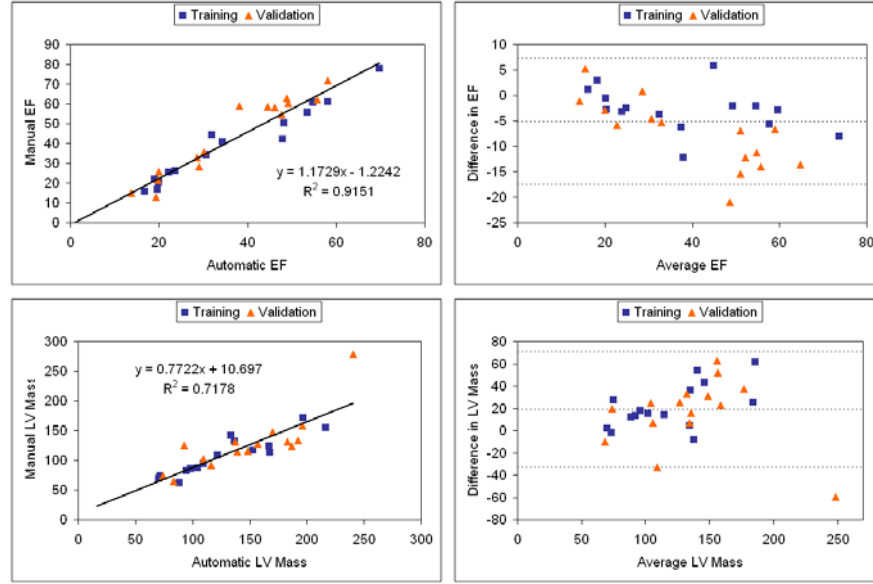 Training Validation
90
80
70
60
50
40
30
20
10
0
Manual EF
y = 1.1729x - 1.2242
R² = 0.9151
0 20 40 60 80
Automatic EF
Training Validation
10
5
0
-5
-10
-15
-20
-25
Difference in EF
0 20 40 60 80
Average EF
Training Validation
300
250
200
150
100
50
0
Manual LV Mass
y = 0.7722x + 10.697
R² = 0.7178
0 50 100 150 200 250 300
Automatic LV Mass
Training Validation
80
60
40
20
0
-20
-40
-60
-80
Difference in LV Mass
0 50 100 150 200 250
Average LV Mass